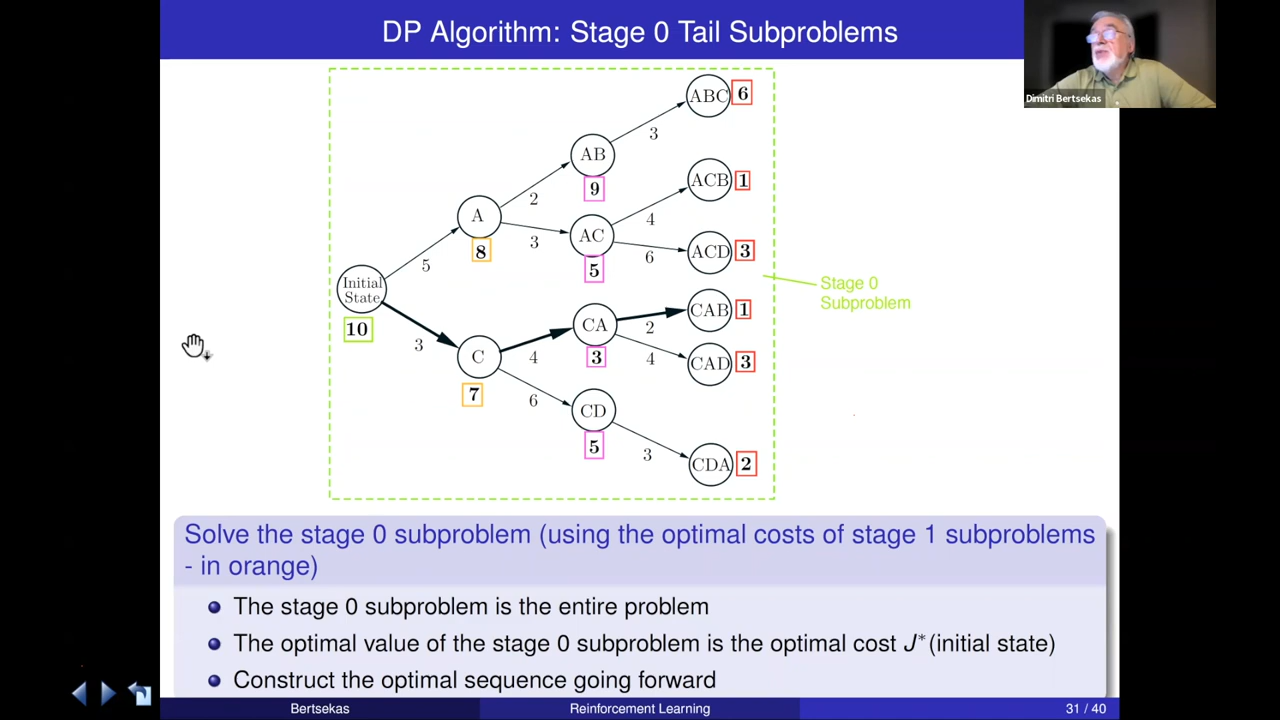 DP Algorithm: Stage 0 Tail Subproblems
Dimitri Bertsekas
ABC 6
3
AB
9
ACB 1
2
4
A
8
3
AC
5
6
ACD 3
5
Initial
State
10
Stage 0
Subproblem
3
C
7
4
CA
3
2
CAB 1
4
CAD 3
6
CD
5
3
CDA 2
Solve the stage 0 subproblem (using the optimal costs of stage 1 subproblems
- in orange)
The stage 0 subproblem is the entire problem
The optimal value of the stage 0 subproblem is the optimal cost J*(initial state)
Construct the optimal sequence going forward
Bertsekas
Reinforcement Learning
31 / 40